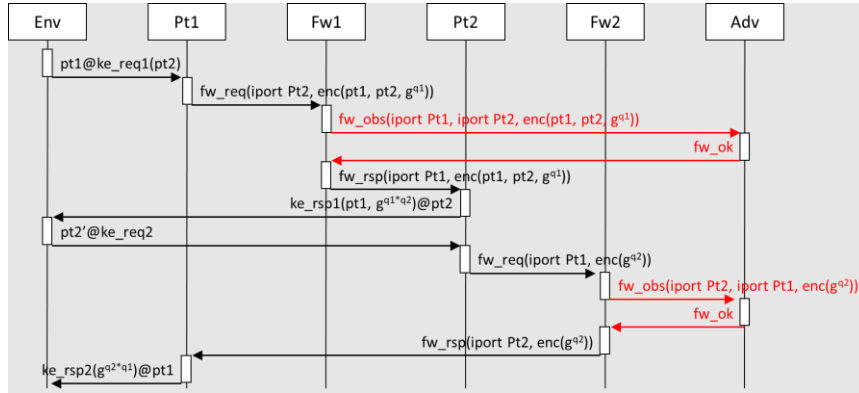 Env Pt1 Fw1 Pt2 Fw2 Adv
pt1@ke_req1(pt2)
fw_req(iport Pt2, enc(pt1, pt2, g^q1))
fw_obs(iport Pt1, iport Pt2, enc(pt1, pt2, g^q1))
fw_ok
fw_rsp(iport Pt1, enc(pt1, pt2, g^q1))
ke_rsp1(pt1, g^q1*q2)@pt2
pt2'@ke_req2
fw_req(iport Pt1, enc(g^q2))
fw_obs(iport Pt2, iport Pt1, enc(g^q2))
fw_ok
fw_rsp(iport Pt2, enc(g^q2))
ke_rsp2(g^q2*q1)@pt1